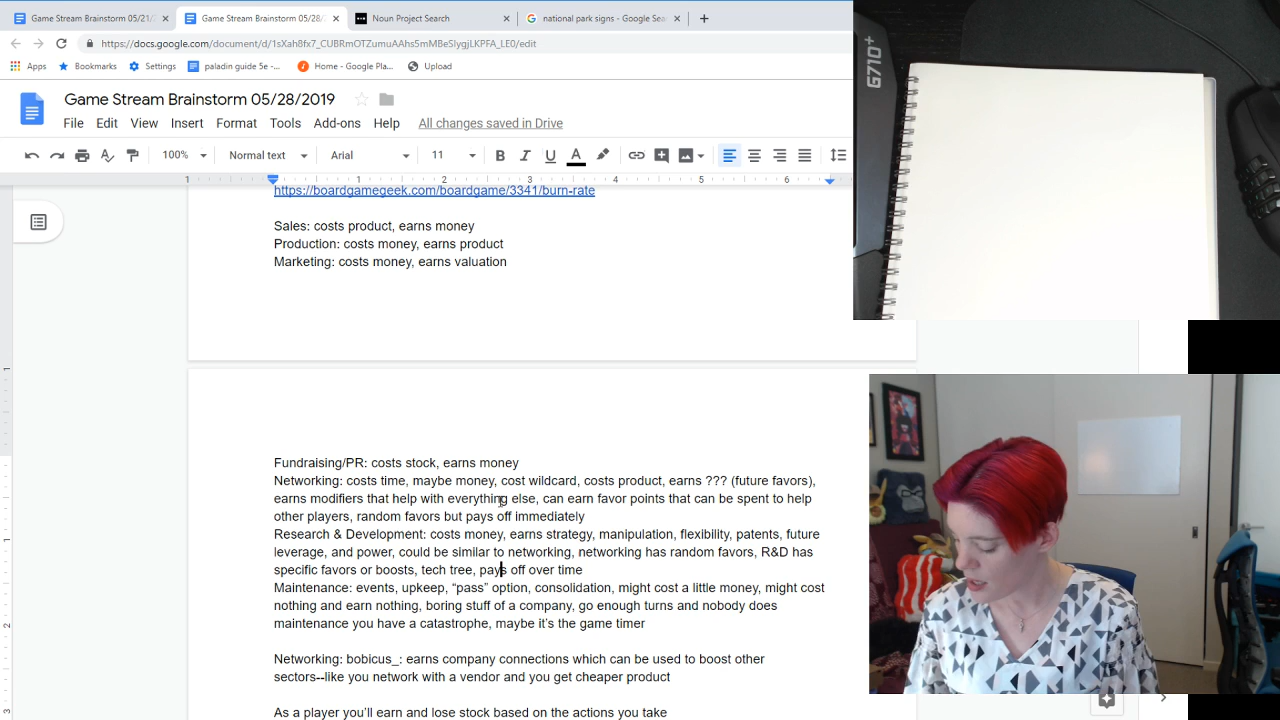 Game Stream Brainstorm 05/21/
Game Stream Brainstorm 05/28/2
Noun Project Search
national park signs - Google Sea
https://docs.google.com/document/d/1sXah8fx7_CUBRmOTZumuAAhs5mMBeSlygjLKPFA_LE0/edit
Apps
Bookmarks
Settings
paladin guide 5e -...
Home - Google Pla...
Upload
Game Stream Brainstorm 05/28/2019
File Edit View Insert Format Tools Add-ons Help All changes saved in Drive
100% Normal text Arial 11 B I U A
1 1 2 3 4 5 6
https://boardgamegeek.com/boardgame/3341/burn-rate
Sales: costs product, earns money
Production: costs money, earns product
Marketing: costs money, earns valuation
Fundraising/PR: costs stock, earns money
Networking: costs time, maybe money, cost wildcard, costs product, earns ??? (future favors),
earns modifiers that help with everything else, can earn favor points that can be spent to help
other players, random favors but pays off immediately
Research & Development: costs money, earns strategy, manipulation, flexibility, patents, future
leverage, and power, could be similar to networking, networking has random favors, R&D has
specific favors or boosts, tech tree, pays off over time
Maintenance: events, upkeep, “pass” option, consolidation, might cost a little money, might cost
nothing and earn nothing, boring stuff of a company, go enough turns and nobody does
maintenance you have a catastrophe, maybe it’s the game timer
Networking: bobicus_: earns company connections which can be used to boost other
sectors--like you network with a vendor and you get cheaper product
As a player you’ll earn and lose stock based on the actions you take
1
2
3
G710+